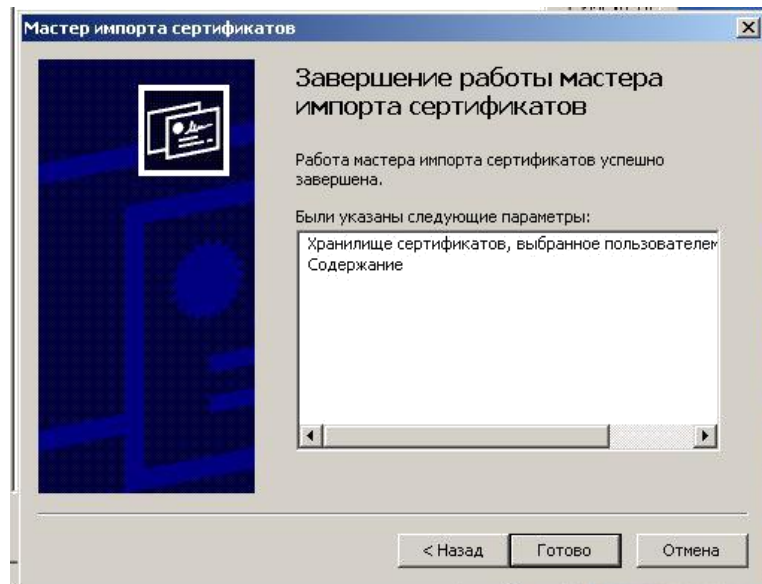 Мастер импорта сертификатов
Завершение работы мастера
импорта сертификатов
Работа мастера импорта сертификатов успешно
завершена.
Были указаны следующие параметры:
Хранилище сертификатов, выбранное пользователем
Содержание
< Назад
Готово
Отмена